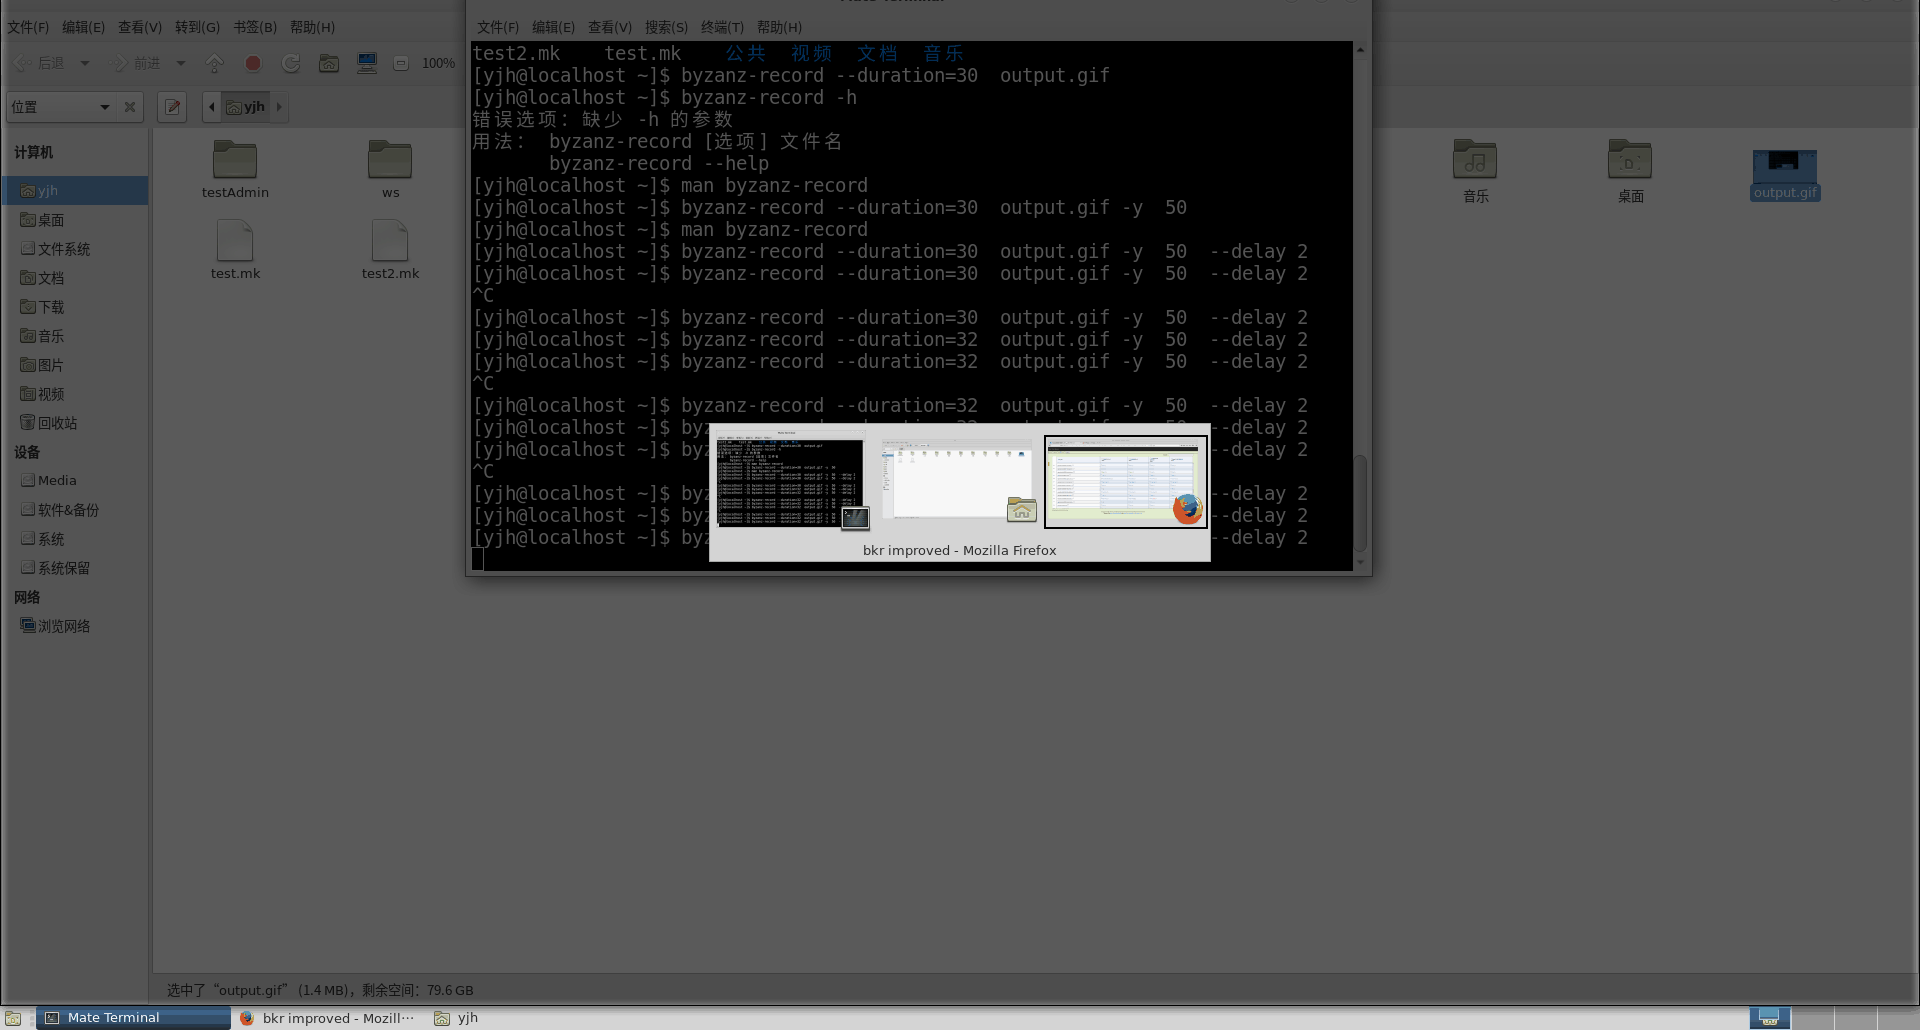 文件(F) 编辑(E) 查看(V) 转到(G) 书签(B) 帮助(H)
后退 前进 100%
位置 yjh
计算机
yjh
桌面
文件系统
文档
下载
音乐
图片
视频
回收站
设备
Media
软件&备份
系统
系统保留
网络
浏览网络
testAdmin ws 音乐 桌面 output.gif
test.mk test2.mk
文件(F) 编辑(E) 查看(V) 搜索(S) 终端(T) 帮助(H)
test2.mk test.mk 公共 视频 文档 音乐
[yjh@localhost ~]$ byzanz-record --duration=30  output.gif
[yjh@localhost ~]$ byzanz-record -h
错误选项：缺少 -h 的参数
用法： byzanz-record [选项] 文件名
byzanz-record --help
[yjh@localhost ~]$ man byzanz-record
[yjh@localhost ~]$ byzanz-record --duration=30  output.gif -y  50
[yjh@localhost ~]$ man byzanz-record
[yjh@localhost ~]$ byzanz-record --duration=30  output.gif -y  50  --delay 2
[yjh@localhost ~]$ byzanz-record --duration=30  output.gif -y  50  --delay 2
^C
[yjh@localhost ~]$ byzanz-record --duration=30  output.gif -y  50  --delay 2
[yjh@localhost ~]$ byzanz-record --duration=32  output.gif -y  50  --delay 2
[yjh@localhost ~]$ byzanz-record --duration=32  output.gif -y  50  --delay 2
^C
[yjh@localhost ~]$ byzanz-record --duration=32  output.gif -y  50  --delay 2
[yjh@localhost ~]$ byz --delay 2
[yjh@localhost ~]$ byz --delay 2
^C
[yjh@localhost ~]$ byz --delay 2
[yjh@localhost ~]$ byz --delay 2
[yjh@localhost ~]$ byz --delay 2
bkr improved - Mozilla Firefox
选中了“output.gif” (1.4 MB)，剩余空间：79.6 GB
Mate Terminal bkr improved - Mozill··· yjh